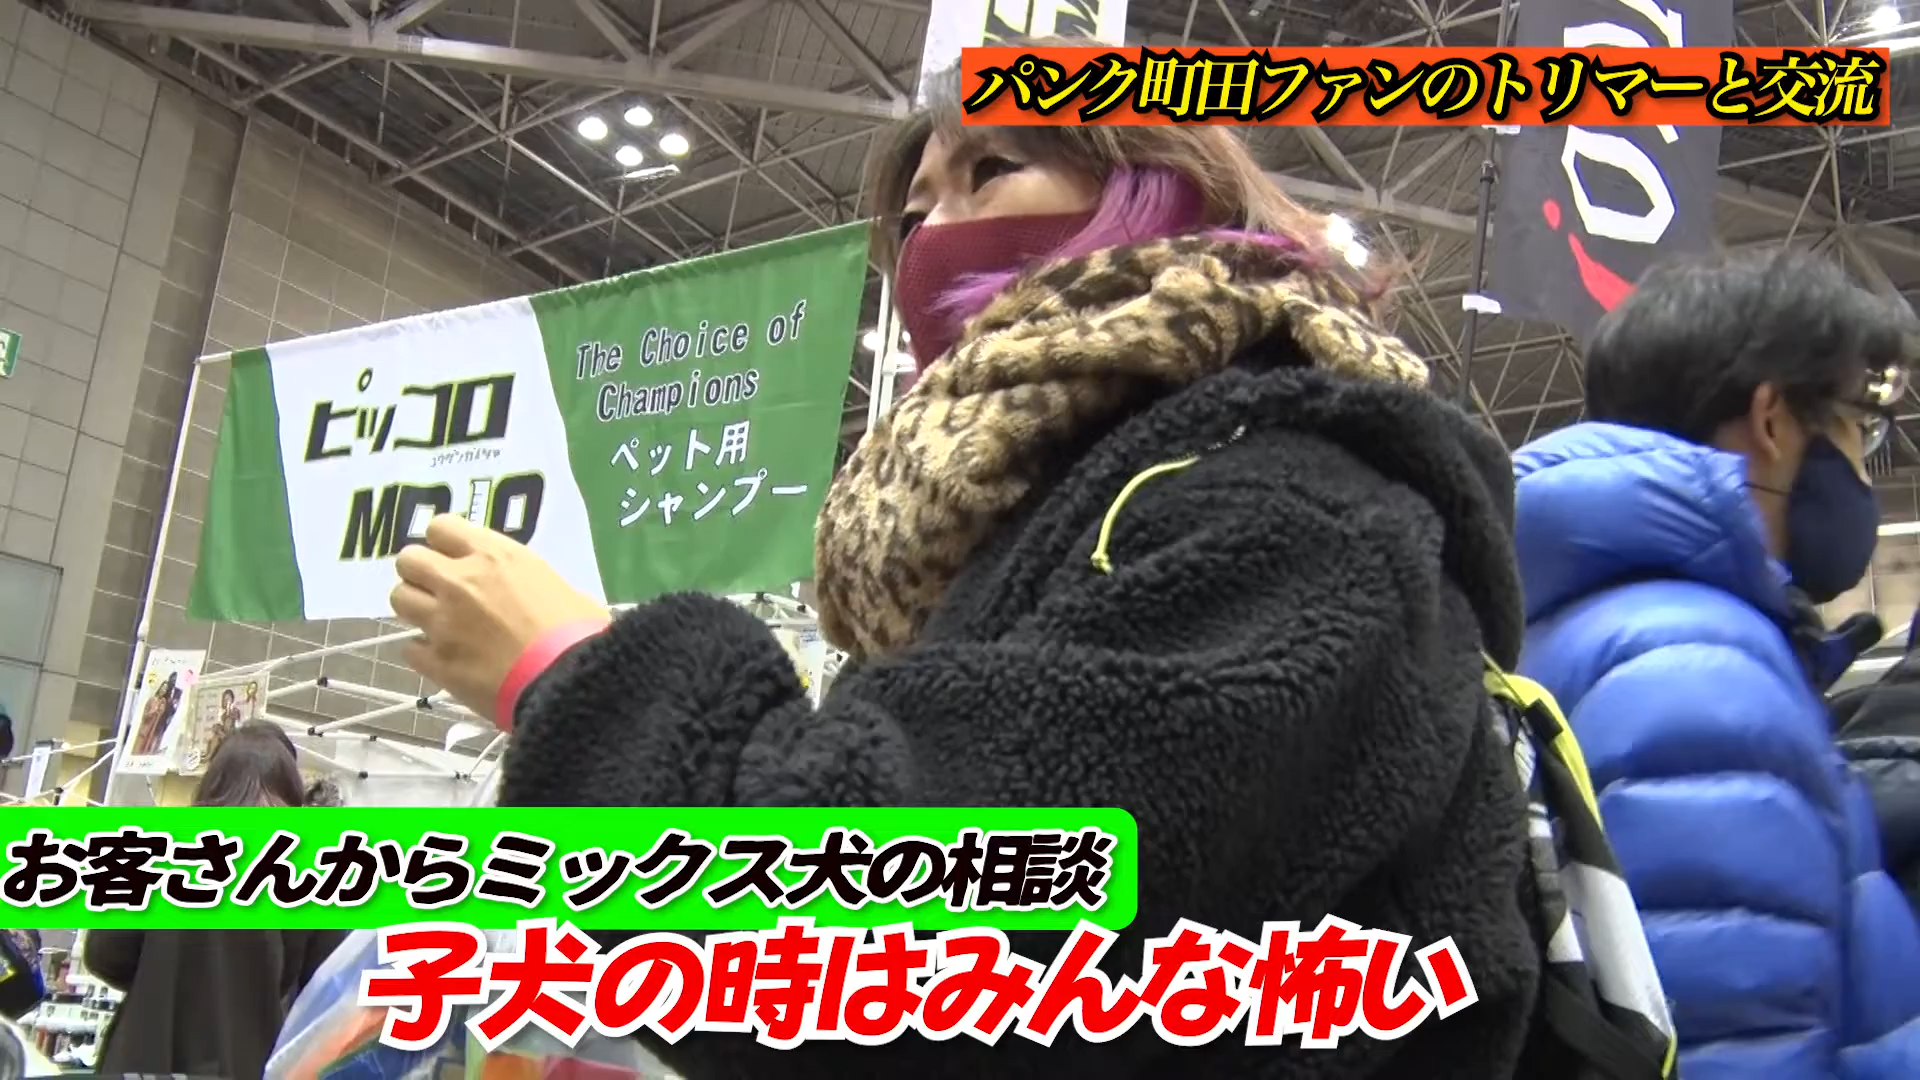 パンク町田ファンのトリマーと交流
The Choice of
Champions
ペット用
シャンプー
ピッコロ
MOJO
お客さんからミックス犬の相談
子犬の時はみんな怖い